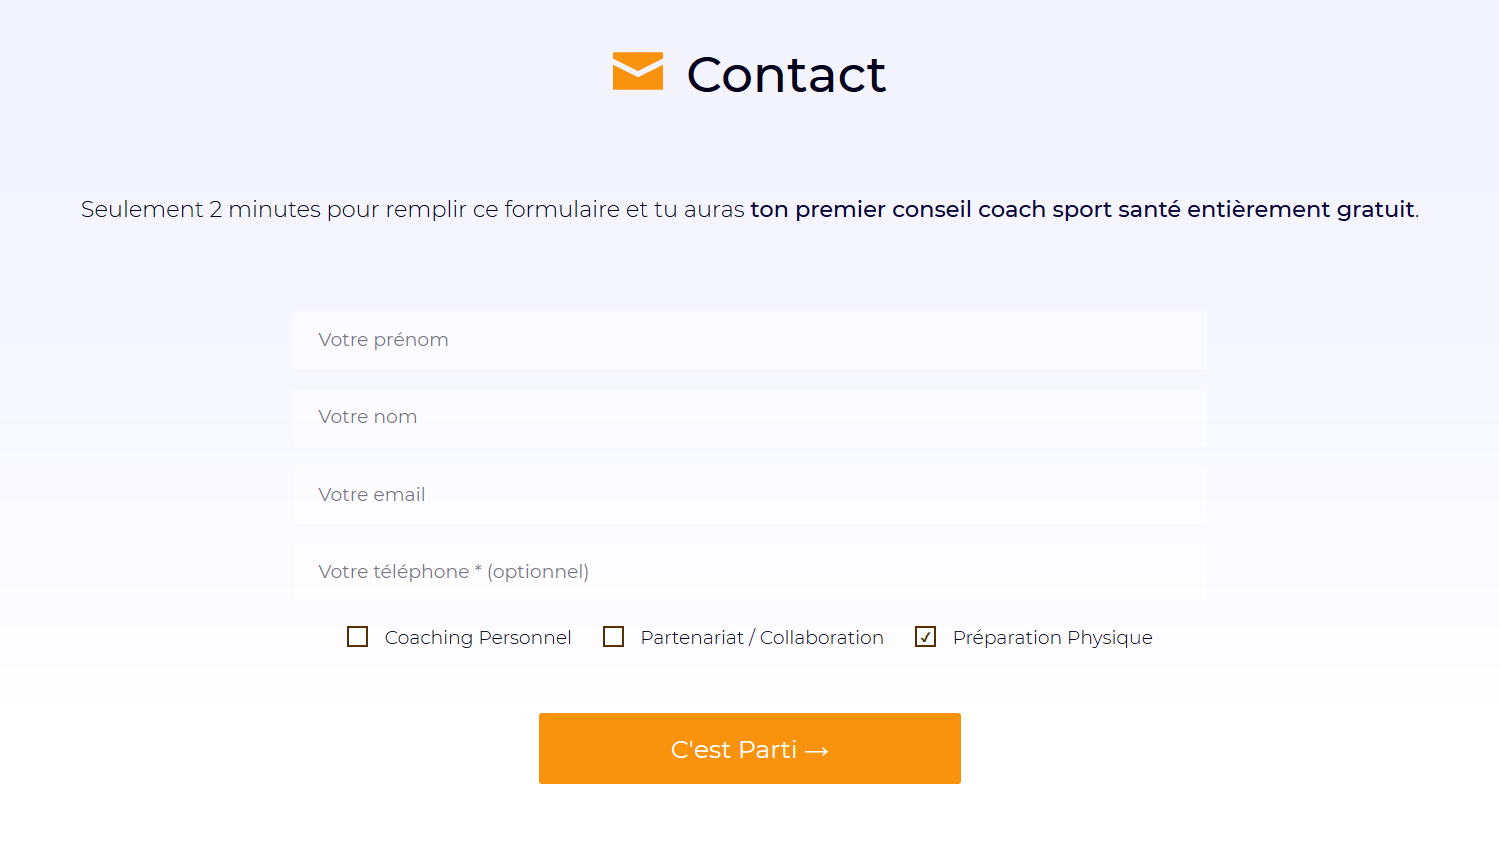 Contact
Seulement 2 minutes pour remplir ce formulaire et tu auras ton premier conseil coach sport santé entièrement gratuit.
Votre prénom
Votre nom
Votre email
Votre téléphone * (optionnel)
Coaching Personnel Partenariat / Collaboration Préparation Physique
C'est Parti →